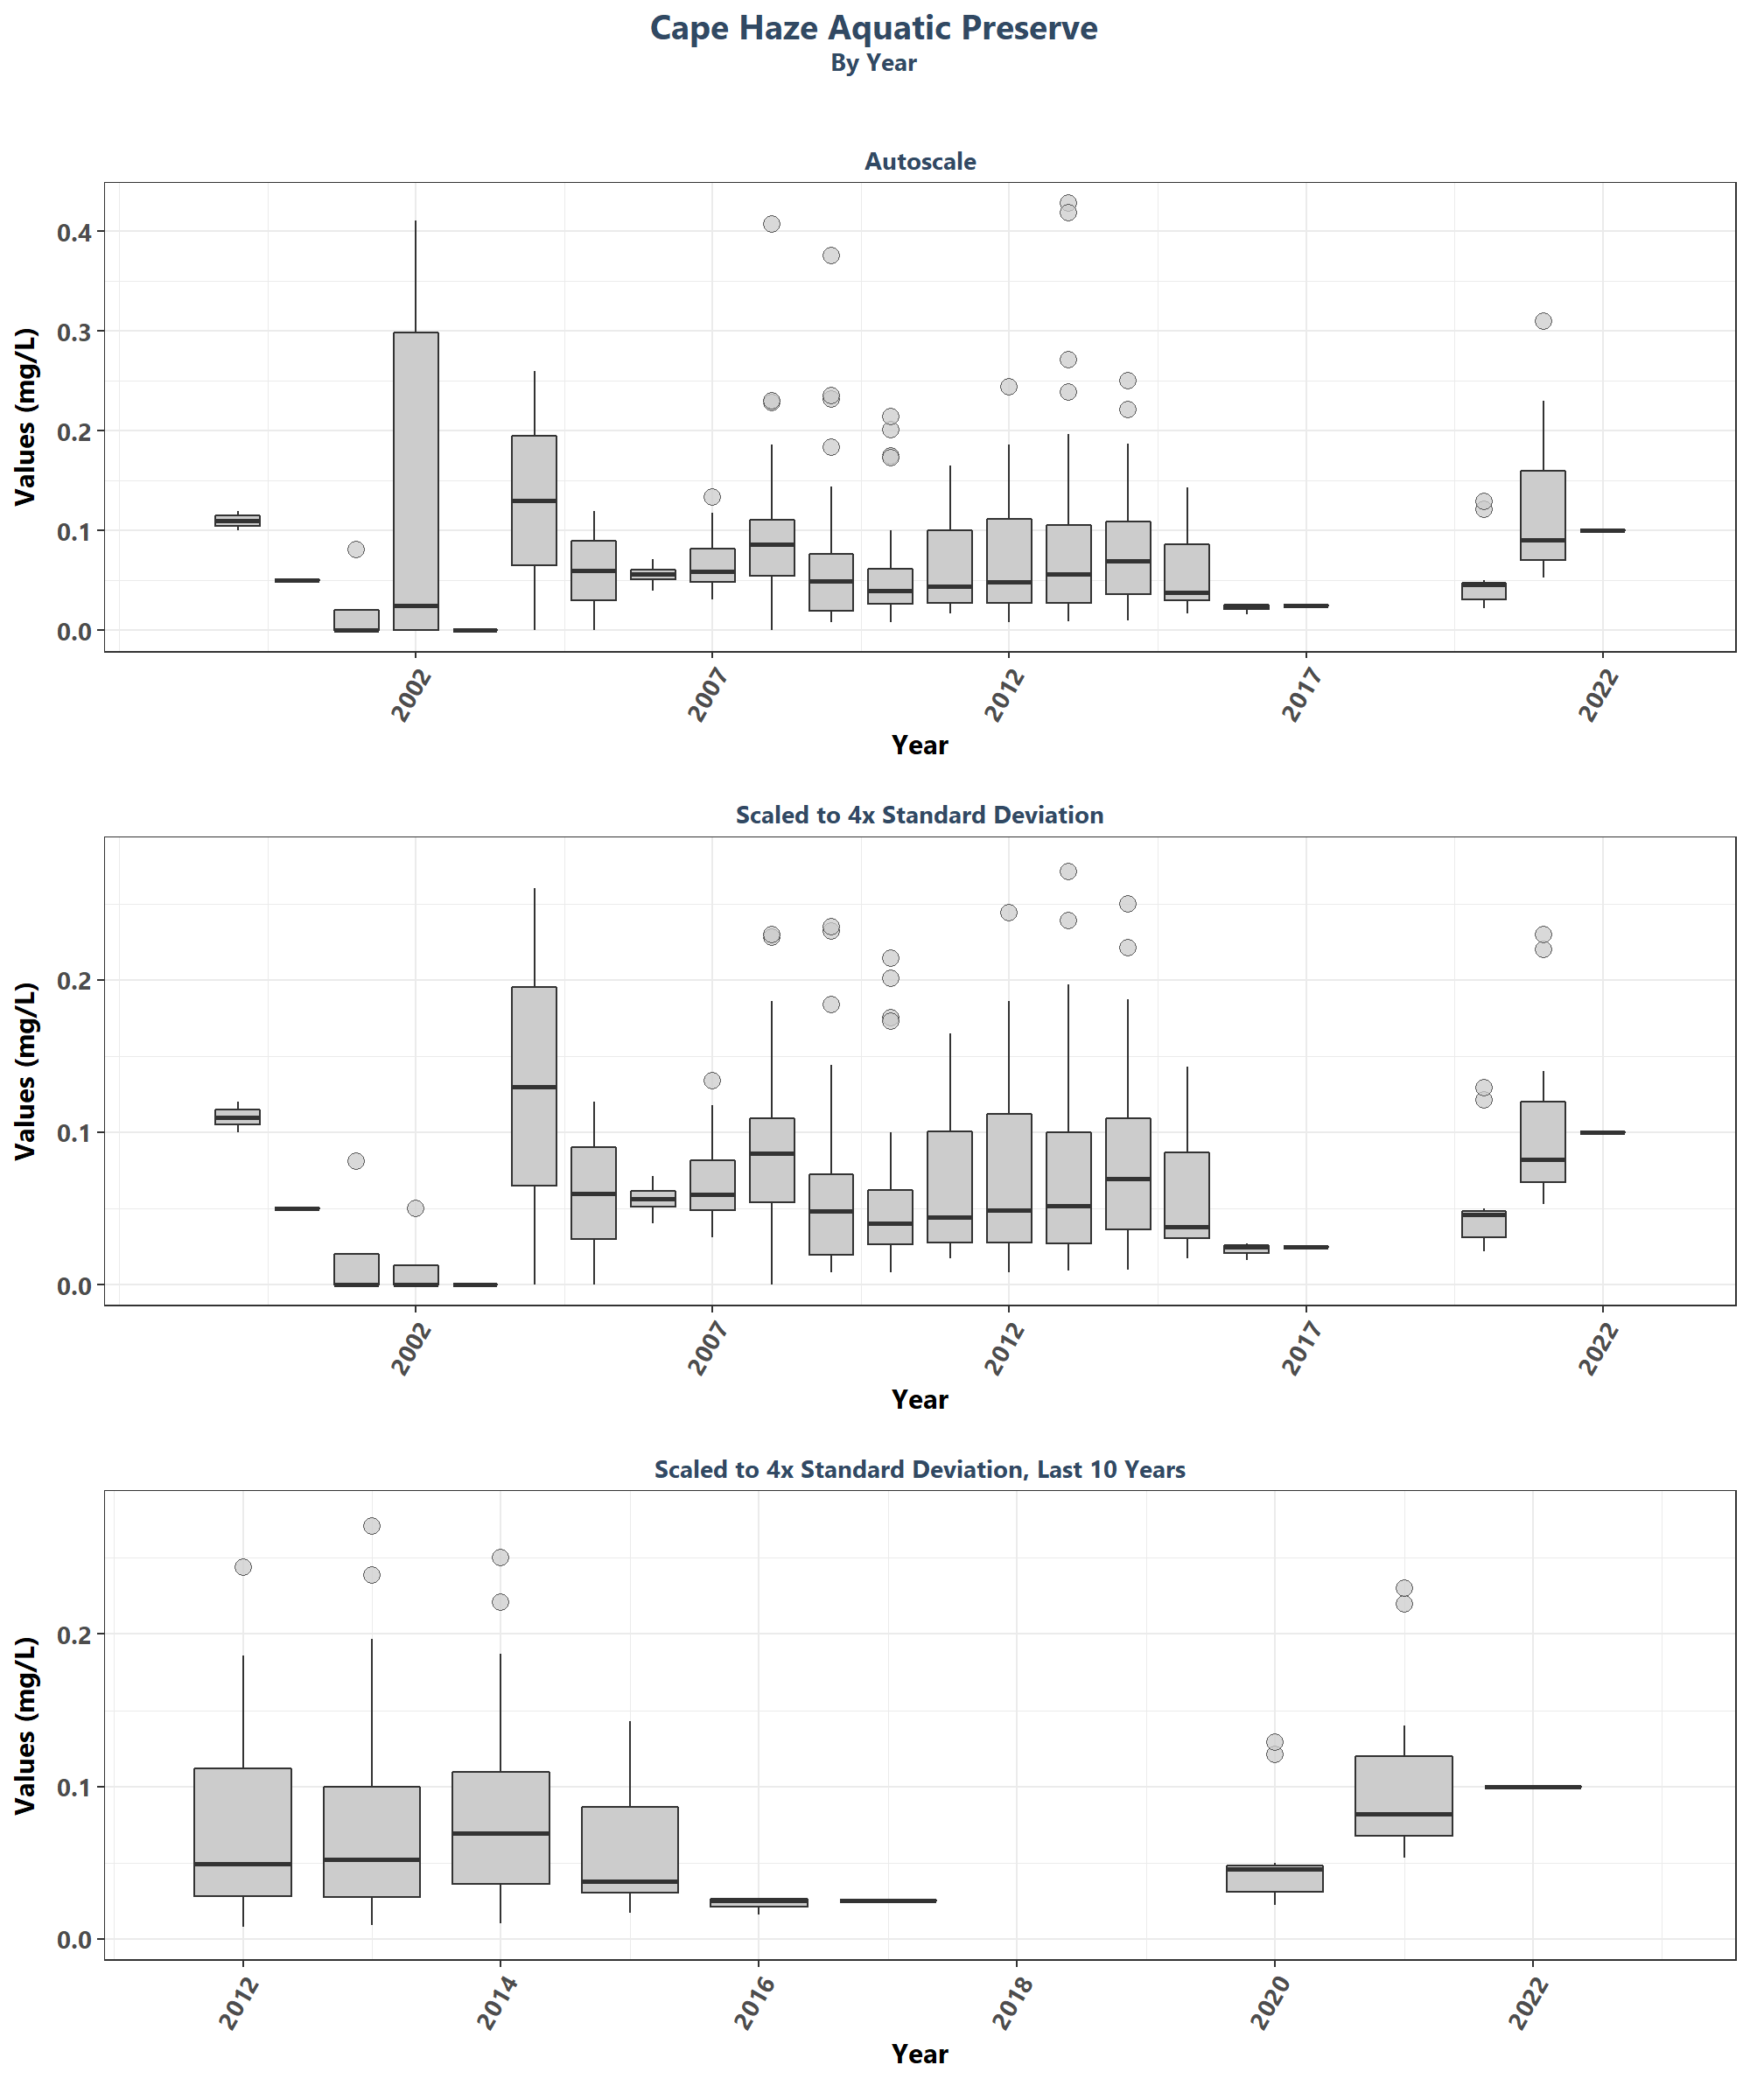 Cape Haze Aquatic Preserve
By Year
Autoscale
Values (mg/L)
0.4
0.3
0.2
0.1
0.0
2002 2007 2012 2017 2022
Year
Scaled to 4x Standard Deviation
Values (mg/L)
0.2
0.1
0.0
2002 2007 2012 2017 2022
Year
Scaled to 4x Standard Deviation, Last 10 Years
Values (mg/L)
0.2
0.1
0.0
2012 2014 2016 2018 2020 2022
Year